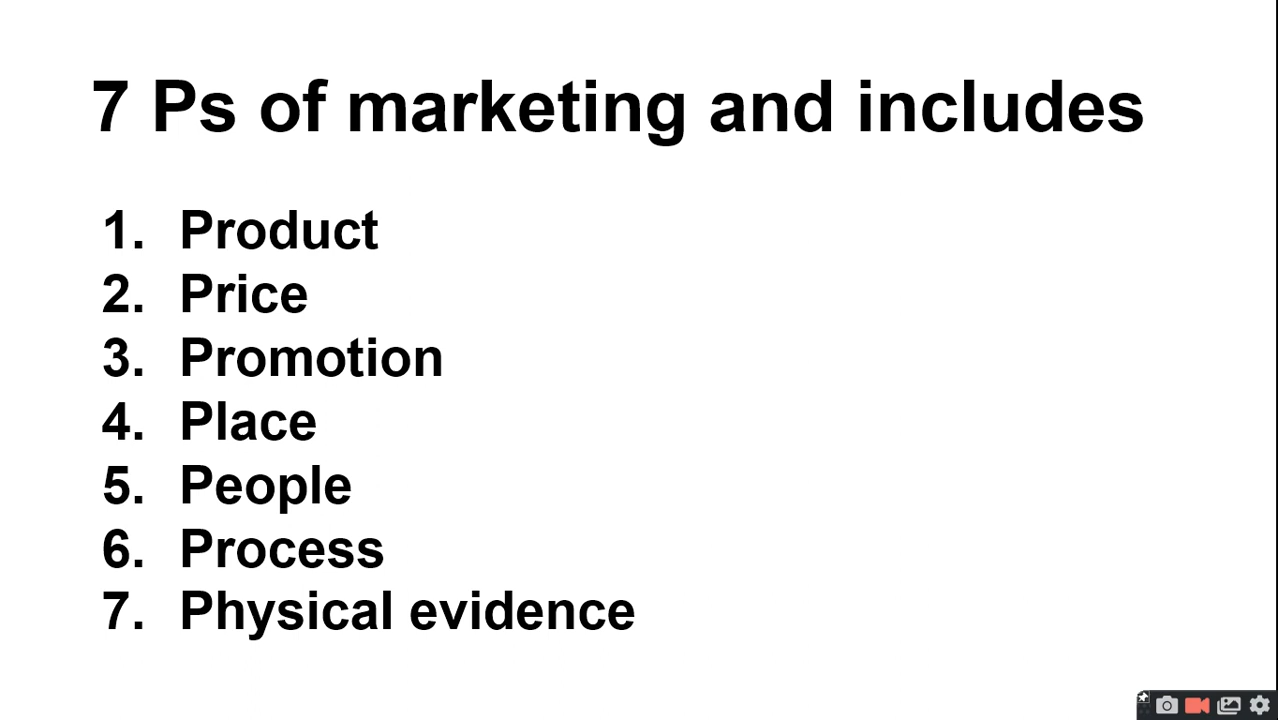 7 Ps of marketing and includes
1. Product
2. Price
3. Promotion
4. Place
5. People
6. Process
7. Physical evidence